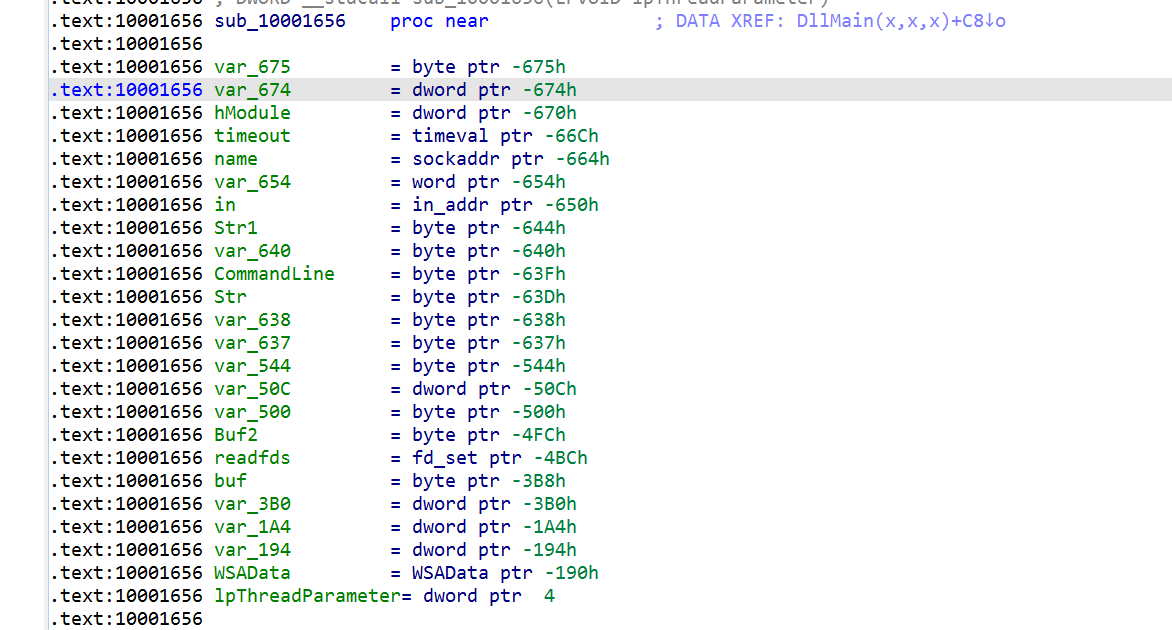 .text:10001656 ; DWORD __stdcall sub_10001656(LPVOID lpThreadParameter)
.text:10001656 sub_10001656    proc near               ; DATA XREF: DllMain(x,x,x)+C8↓o
.text:10001656
.text:10001656 var_675         = byte ptr -675h
.text:10001656 var_674         = dword ptr -674h
.text:10001656 hModule         = dword ptr -670h
.text:10001656 timeout         = timeval ptr -66Ch
.text:10001656 name            = sockaddr ptr -664h
.text:10001656 var_654         = word ptr -654h
.text:10001656 in              = in_addr ptr -650h
.text:10001656 Str1            = byte ptr -644h
.text:10001656 var_640         = byte ptr -640h
.text:10001656 CommandLine     = byte ptr -63Fh
.text:10001656 Str             = byte ptr -63Dh
.text:10001656 var_638         = byte ptr -638h
.text:10001656 var_637         = byte ptr -637h
.text:10001656 var_544         = byte ptr -544h
.text:10001656 var_50C         = dword ptr -50Ch
.text:10001656 var_500         = byte ptr -500h
.text:10001656 Buf2            = byte ptr -4FCh
.text:10001656 readfds         = fd_set ptr -4BCh
.text:10001656 buf             = byte ptr -3B8h
.text:10001656 var_3B0         = dword ptr -3B0h
.text:10001656 var_1A4         = dword ptr -1A4h
.text:10001656 var_194         = dword ptr -194h
.text:10001656 WSAData         = WSAData ptr -190h
.text:10001656 lpThreadParameter= dword ptr  4
.text:10001656